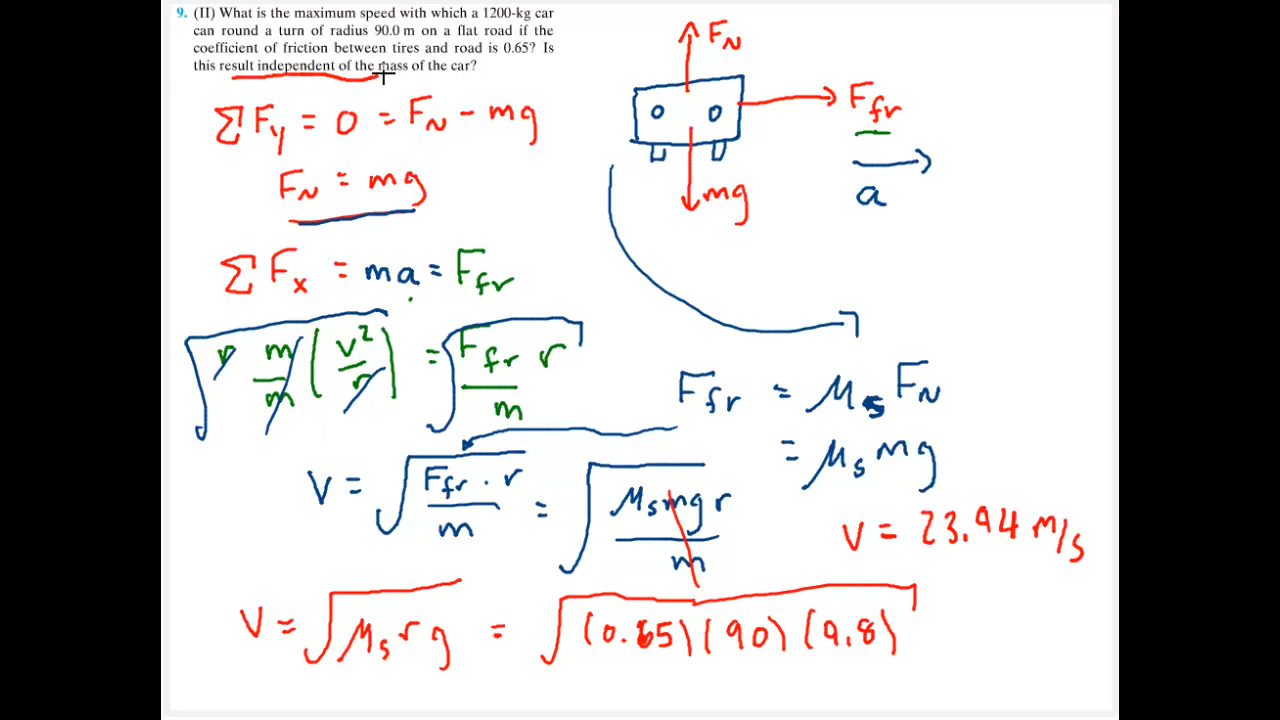 9. (II) What is the maximum speed with which a 1200-kg car
can round a turn of radius 90.0 m on a flat road if the
coefficient of friction between tires and road is 0.65? Is
this result independent of the mass of the car?
F_N
F_fr
a
mg
ΣF_y = 0 = F_N - mg
F_N = mg
ΣF_x = ma = F_fr
√(r m/m (v²/r)) = √(F_fr r/m)
F_fr = μ_s F_N
= μ_s mg
V = √(F_fr · r/m) = √(μ_s mg r/m)
V = 23.94 m/s
V = √(μ_s r g) = √((0.65)(90)(9.8))